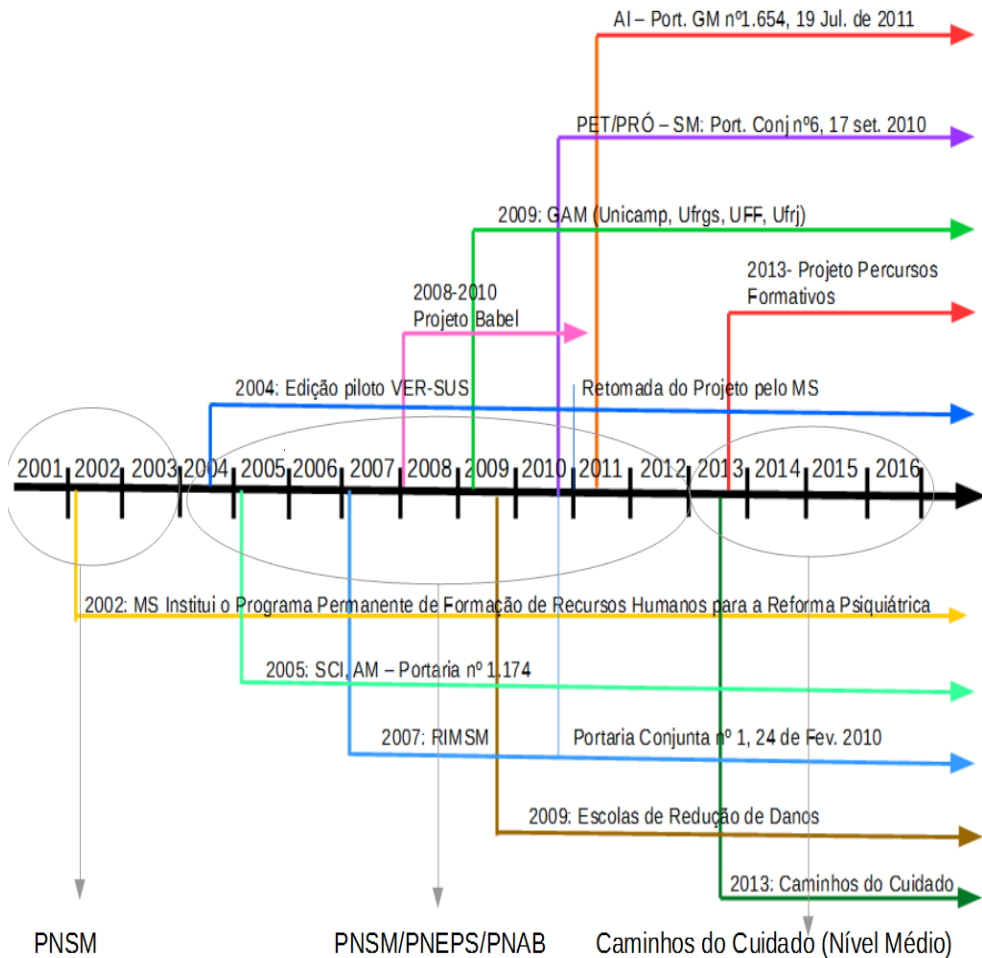 AI – Port. GM nº1.654, 19 Jul. de 2011
PET/PRÓ – SM: Port. Conj nº6, 17 set. 2010
2009: GAM (Unicamp, Ufrgs, UFF, Ufrj)
2013- Projeto Percursos
Formativos
2008-2010
Projeto Babel
2004: Edição piloto VER-SUS
Retomada do Projeto pelo MS
2001 2002 2003 2004 2005 2006 2007 2008 2009 2010 2011 2012 2013 2014 2015 2016
2002: MS Institui o Programa Permanente de Formação de Recursos Humanos para a Reforma Psiquiátrica
2005: SCI, AM – Portaria nº 1.174
2007: RIMSM
Portaria Conjunta nº 1, 24 de Fev. 2010
2009: Escolas de Redução de Danos
2013: Caminhos do Cuidado
PNSM
PNSM/PNEPS/PNAB
Caminhos do Cuidado (Nível Médio)